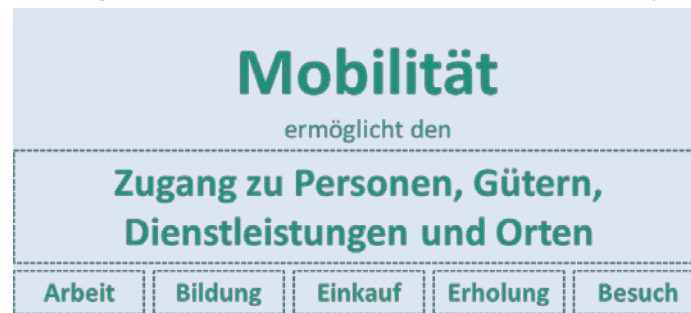 Mobilität
ermöglicht den
Zugang zu Personen, Gütern,
Dienstleistungen und Orten
Arbeit Bildung Einkauf Erholung Besuch